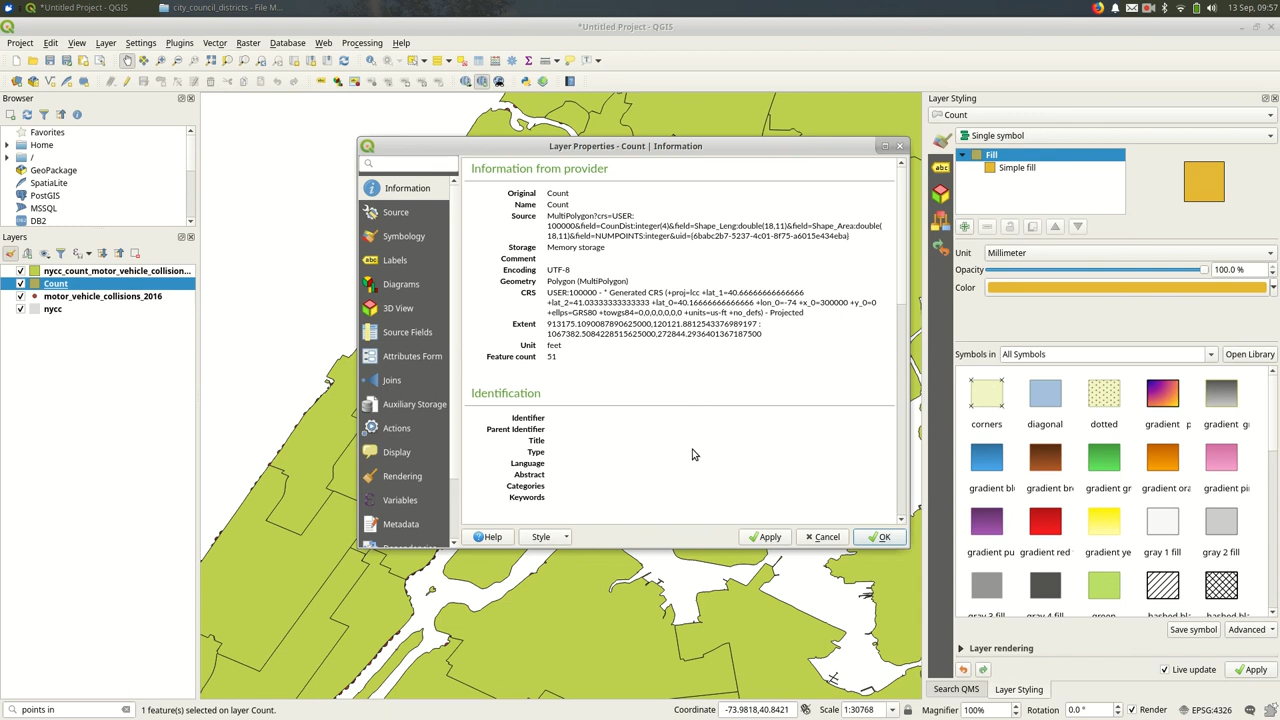 *Untitled Project - QGIS
city_council_districts - File M...
13 Sep, 09:57
*Untitled Project - QGIS
Project Edit View Layer Settings Plugins Vector Raster Database Web Processing Help
Browser
Favorites
Home
/
GeoPackage
SpatiaLite
PostGIS
MSSQL
DB2
Layers
nycc_count_motor_vehicle_collision...
Count
motor_vehicle_collisions_2016
nycc
Layer Properties - Count | Information
Information
Source
Symbology
Labels
Diagrams
3D View
Source Fields
Attributes Form
Joins
Auxiliary Storage
Actions
Display
Rendering
Variables
Metadata
Information from provider
Original Count
Name Count
Source MultiPolygon?crs=USER:
100000&field=CounDist:integer(4)&field=Shape_Leng:double(18,11)&field=Shape_Area:double(
18,11)&field=NUMPOINTS:integer&uid={6babc2b7-5237-4c01-8f75-a6015e434eba}
Storage Memory storage
Comment
Encoding UTF-8
Geometry Polygon (MultiPolygon)
CRS USER:100000 - * Generated CRS (+proj=lcc +lat_1=40.66666666666666
+lat_2=41.03333333333333 +lat_0=40.16666666666666 +lon_0=-74 +x_0=300000 +y_0=0
+ellps=GRS80 +towgs84=0,0,0,0,0,0,0 +units=us-ft +no_defs) - Projected
Extent 913175.1090087890625000,120121.8812543376989197 :
1067382.5084228515625000,272844.2936401367187500
Unit feet
Feature count 51
Identification
Identifier
Parent Identifier
Title
Type
Language
Abstract
Categories
Keywords
Help Style Apply Cancel OK
Layer Styling
Count
Single symbol
Fill
Simple fill
Unit Millimeter
Opacity 100.0 %
Color
Symbols in All Symbols Open Library
corners diagonal dotted gradient p gradient g
gradient bl gradient br gradient gr gradient ora gradient pi
gradient pu gradient red gradient ye gray 1 fill gray 2 fill
gray 3 fill gray 4 fill green hashed bl hashed bl
Save symbol Advanced
Layer rendering
Live update Apply
Search QMS Layer Styling
points in 1 feature(s) selected on layer Count. Coordinate -73.9818,40.8421 Scale 1:30768 Magnifier 100% Rotation 0.0 ° Render EPSG:4326